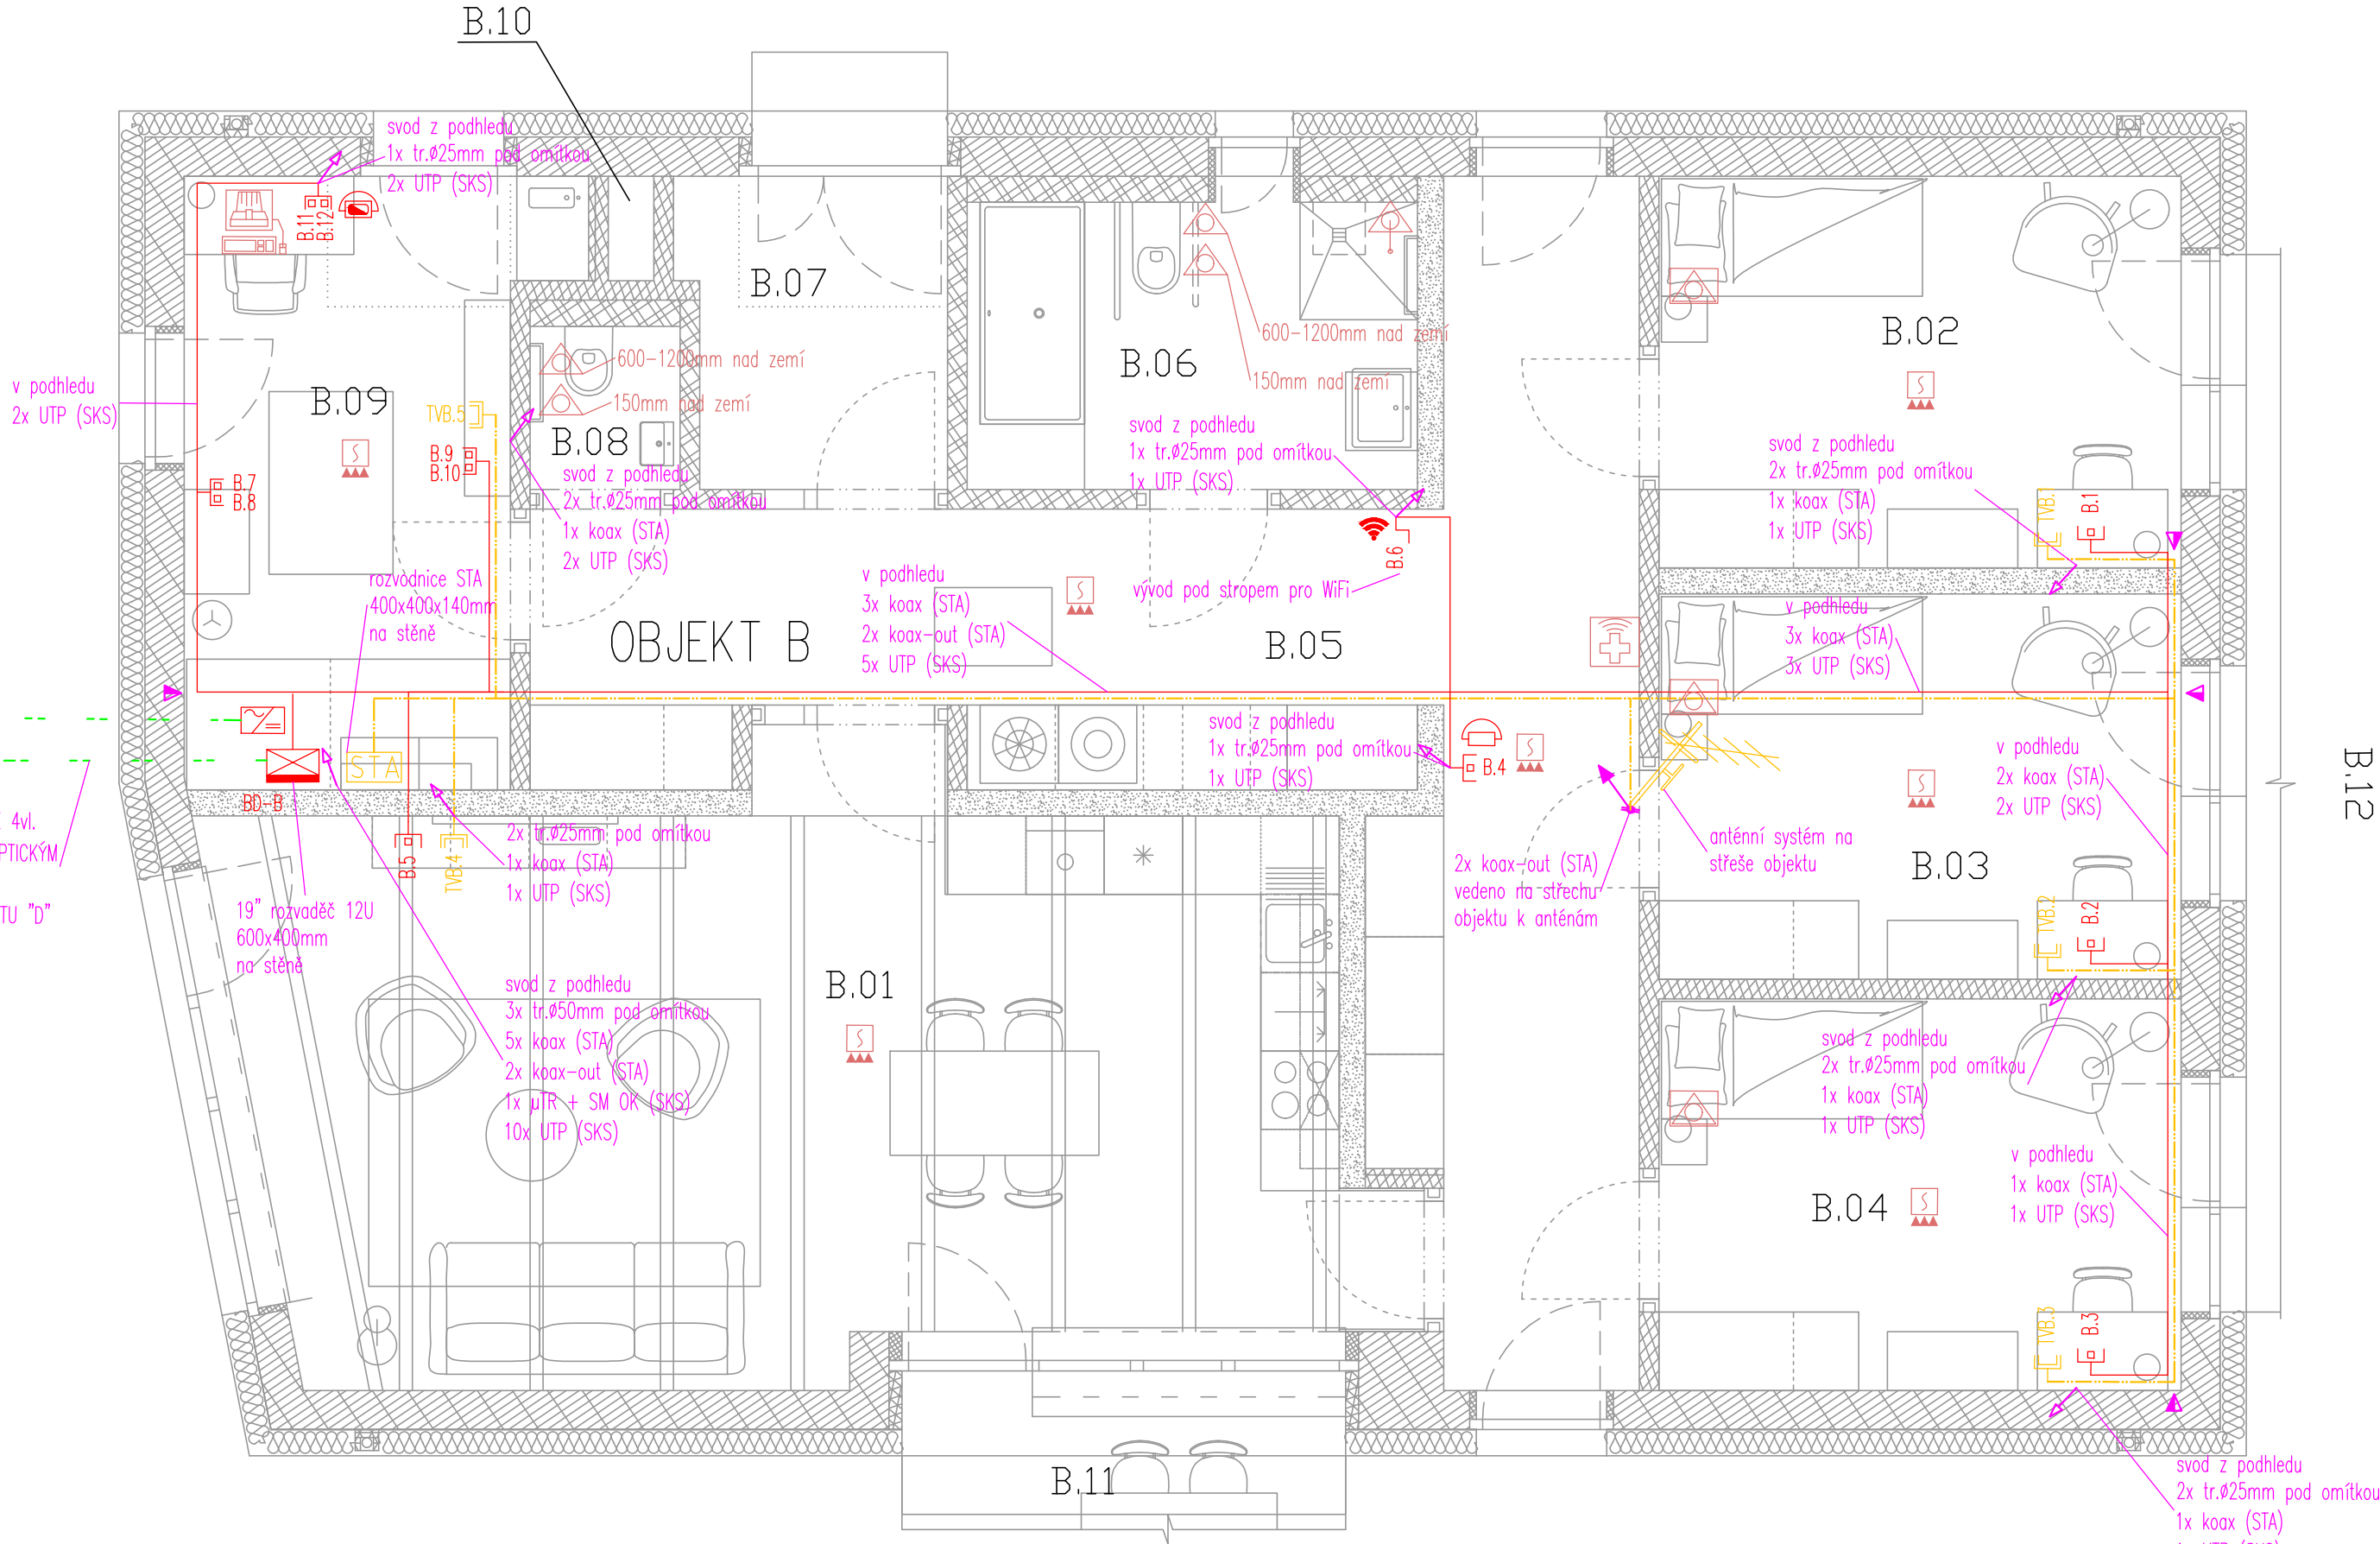 B.10
svod z podhledu
1x tr.ø25mm pod omítkou
2x UTP (SKS)
B.11
B.12
B.07
B.06
600-1200mm nad zemí
150mm nad zemí
B.02
v podhledu
2x UTP (SKS)
B.09
TVB.5
B.9
B.10
B.7
B.8
600-1200mm nad zemí
150mm nad zemí
B.08
svod z podhledu
2x tr.ø25mm pod omítkou
1x koax (STA)
2x UTP (SKS)
svod z podhledu
1x tr.ø25mm pod omítkou
1x UTP (SKS)
B.6
vývod pod stropem pro WiFi
svod z podhledu
2x tr.ø25mm pod omítkou
1x koax (STA)
1x UTP (SKS)
B.1
rozvodnice STA
400x400x140mm
na stěně
OBJEKT B
v podhledu
3x koax (STA)
2x koax-out (STA)
5x UTP (SKS)
B.05
v podhledu
3x koax (STA)
3x UTP (SKS)
STA
BD-B
svod z podhledu
1x tr.ø25mm pod omítkou
1x UTP (SKS)
B.4
v podhledu
2x koax (STA)
2x UTP (SKS)
B.12
4vl.
TU "D"
B.5
TVB.4
2x tr.ø25mm pod omítkou
1x koax (STA)
1x UTP (SKS)
2x koax-out (STA)
vedeno na střechu
objektu k anténám
anténní systém na
střeše objektu
B.03
TVB.2
B.2
19" rozvaděč 12U
600x400mm
na stěně
B.01
svod z podhledu
3x tr.ø50mm pod omítkou
5x koax (STA)
2x koax-out (STA)
1x µTR + SM OK (SKS)
10x UTP (SKS)
svod z podhledu
2x tr.ø25mm pod omítkou
1x koax (STA)
1x UTP (SKS)
B.04
v podhledu
1x koax (STA)
1x UTP (SKS)
TVB.3
B.3
B.11
svod z podhledu
2x tr.ø25mm pod omítkou
1x koax (STA)